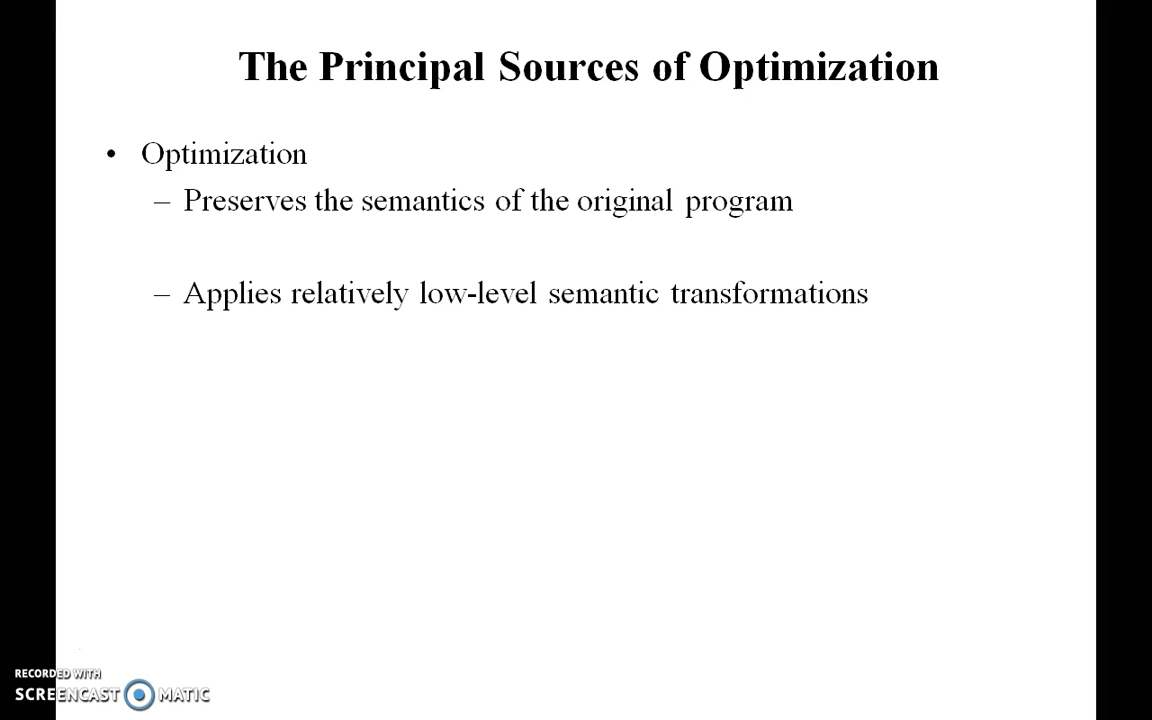 The Principal Sources of Optimization
• Optimization
– Preserves the semantics of the original program
– Applies relatively low-level semantic transformations
RECORDED WITH
SCREENCAST MATIC